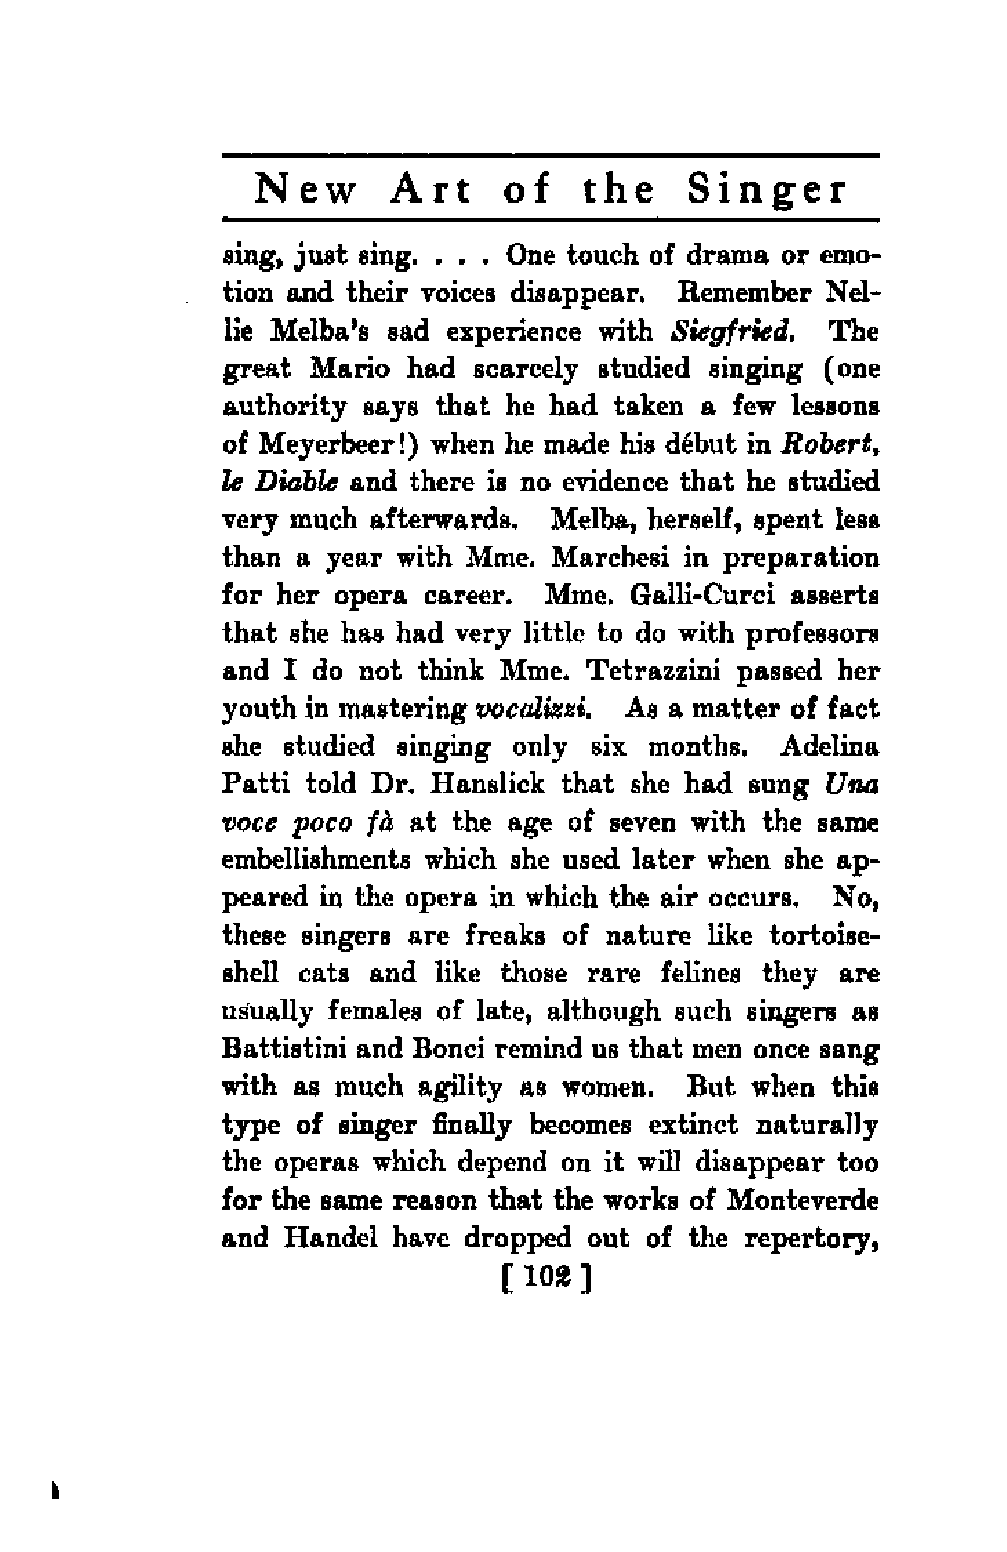 New Art of the Singer
sing, just sing. . . . One touch of drama or emo-
tion and their voices disappear. Remember Nel-
lie Melba's sad experience with Siegfried. The
great Mario had scarcely studied singing (one
authority says that he had taken a few lessons
of Meyerbeer!) when he made his début in Robert,
le Diable and there is no evidence that he studied
very much afterwards. Melba, herself, spent less
than a year with Mme. Marchesi in preparation
for her opera career. Mme. Galli-Curci asserts
that she has had very little to do with professors
and I do not think Mme. Tetrazzini passed her
youth in mastering vocalizzi. As a matter of fact
she studied singing only six months. Adelina
Patti told Dr. Hanslick that she had sung Una
voce poco fà at the age of seven with the same
embellishments which she used later when she ap-
peared in the opera in which the air occurs. No,
these singers are freaks of nature like tortoise-
shell cats and like those rare felines they are
usually females of late, although such singers as
Battistini and Bonci remind us that men once sang
with as much agility as women. But when this
type of singer finally becomes extinct naturally
the operas which depend on it will disappear too
for the same reason that the works of Monteverde
and Handel have dropped out of the repertory,
[ 102 ]